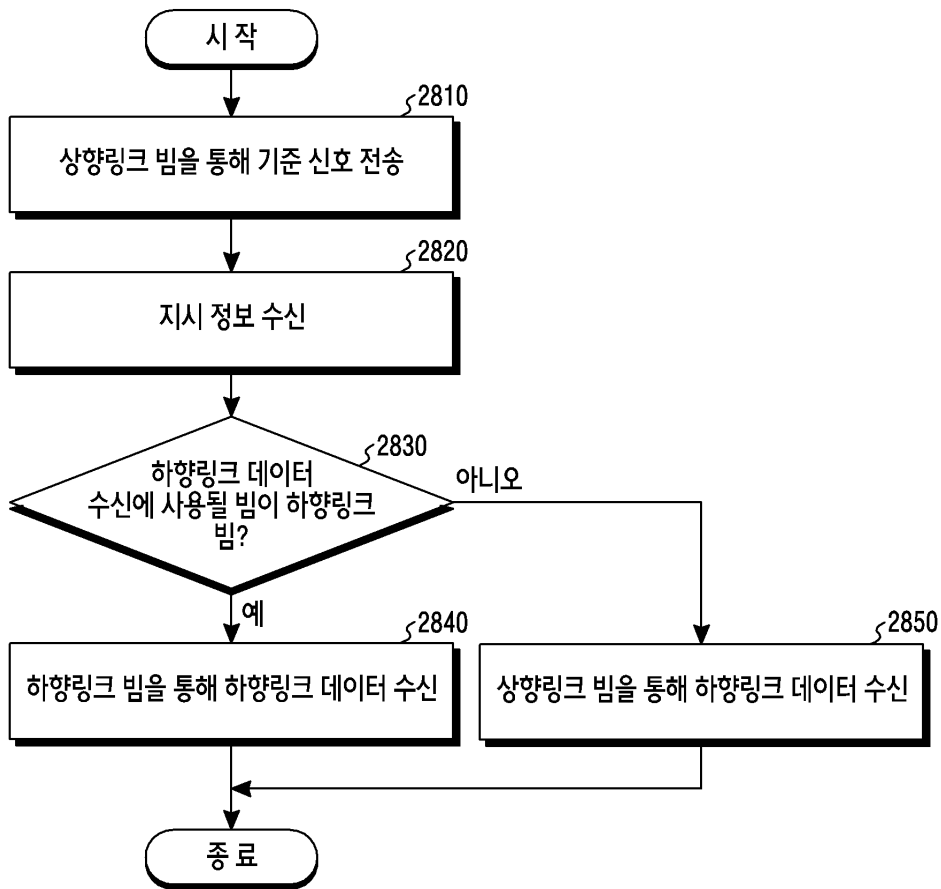 시 작
2810
상향링크 빔을 통해 기준 신호 전송
2820
지시 정보 수신
2830
하향링크 데이터
수신에 사용될 빔이 하향링크
빔?
아니오
예
2840
하향링크 빔을 통해 하향링크 데이터 수신
2850
상향링크 빔을 통해 하향링크 데이터 수신
종 료